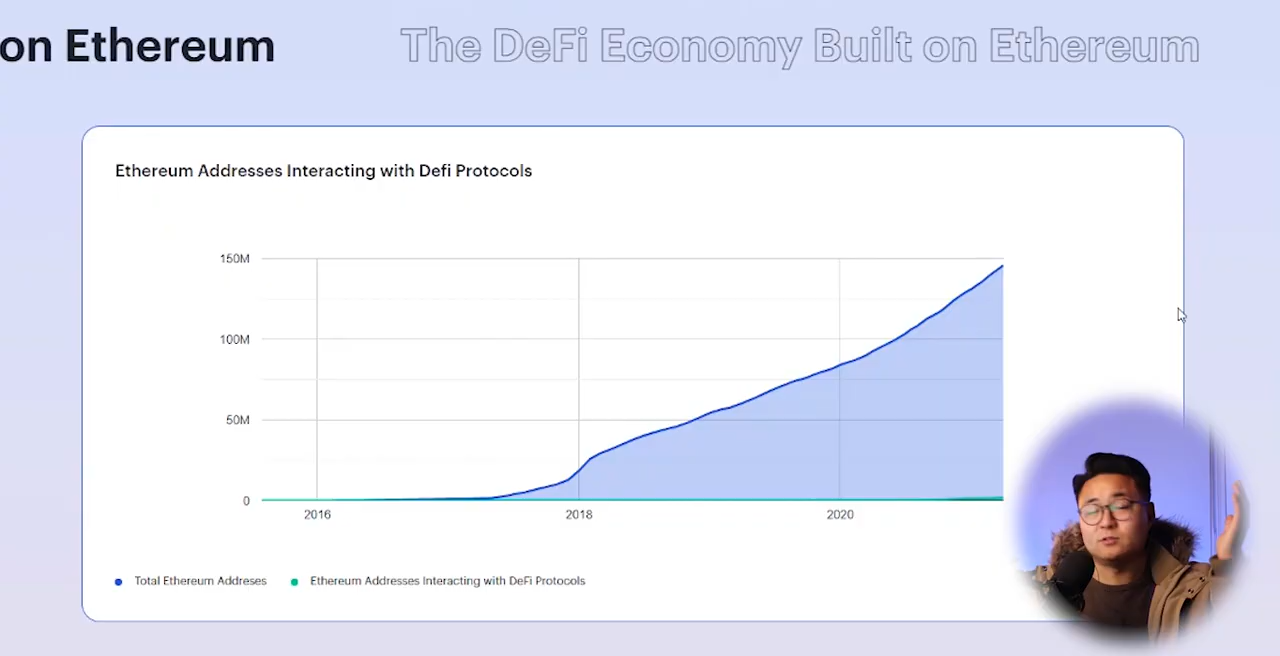 on Ethereum
The DeFi Economy Built on Ethereum
Ethereum Addresses Interacting with Defi Protocols
150M
100M
50M
0
2016 2018 2020
Total Ethereum Addreses Ethereum Addresses Interacting with DeFi Protocols